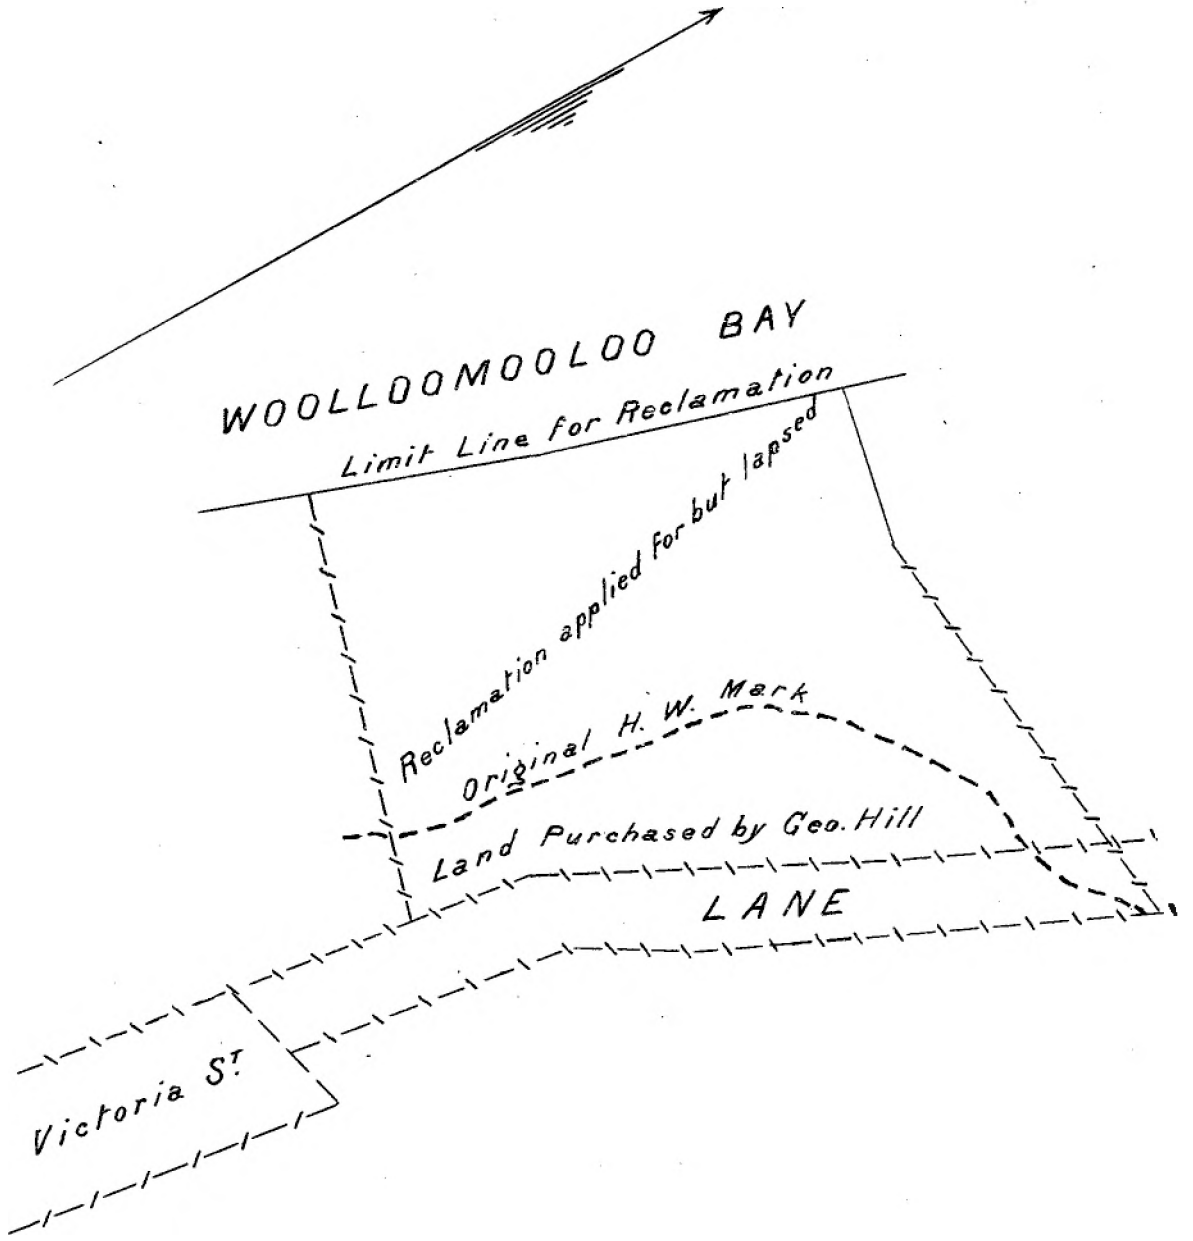 WOOLLOOMOOLOO BAY
Limit Line for Reclamation
Reclamation applied for but lapsed
Original H. W. Mark
Land Purchased by Geo. Hill
LANE
Victoria St.